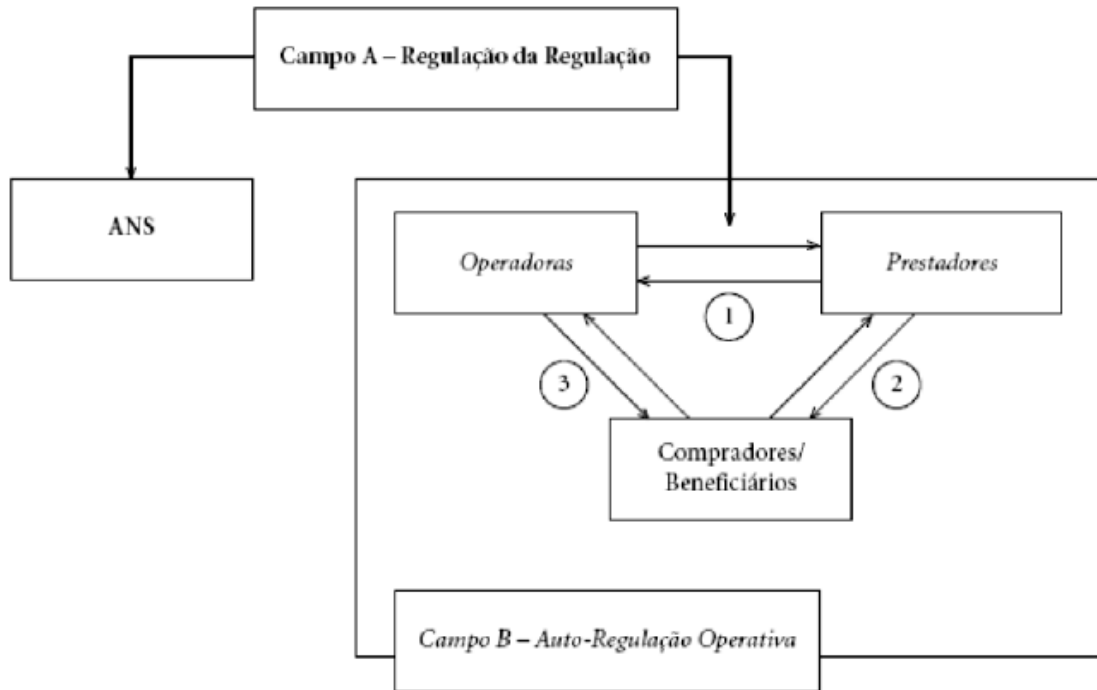 Campo A – Regulação da Regulação
ANS
Operadoras
Prestadores
1
3
2
Compradores/
Beneficiários
Campo B – Auto-Regulação Operativa